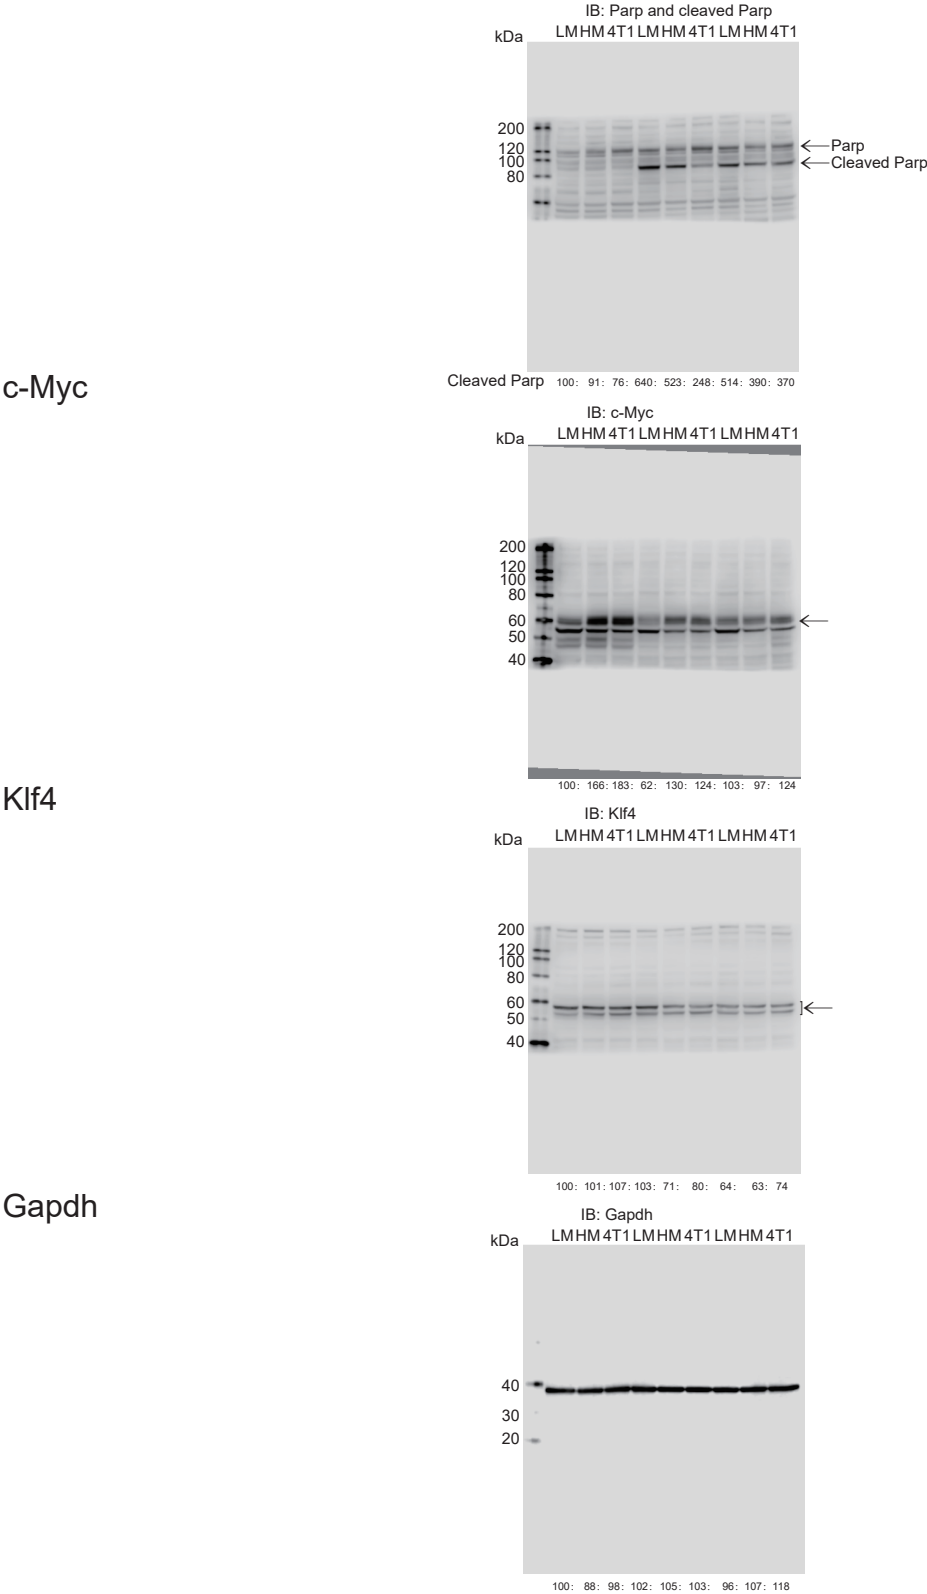 IB: Parp and cleaved Parp
kDa LM HM 4T1 LM HM 4T1 LM HM 4T1
200
120
100
80
Parp
Cleaved Parp
Cleaved Parp 100: 91: 76: 640: 523: 248: 514: 390: 370
c-Myc
IB: c-Myc
kDa LM HM 4T1 LM HM 4T1 LM HM 4T1
200
120
100
80
60
50
40
100: 166: 183: 62: 130: 124: 103: 97: 124
Klf4
IB: Klf4
kDa LM HM 4T1 LM HM 4T1 LM HM 4T1
200
120
100
80
60
50
40
100: 101: 107: 103: 71: 80: 64: 63: 74
Gapdh
IB: Gapdh
kDa LM HM 4T1 LM HM 4T1 LM HM 4T1
40
30
20
100: 88: 98: 102: 105: 103: 96: 107: 118